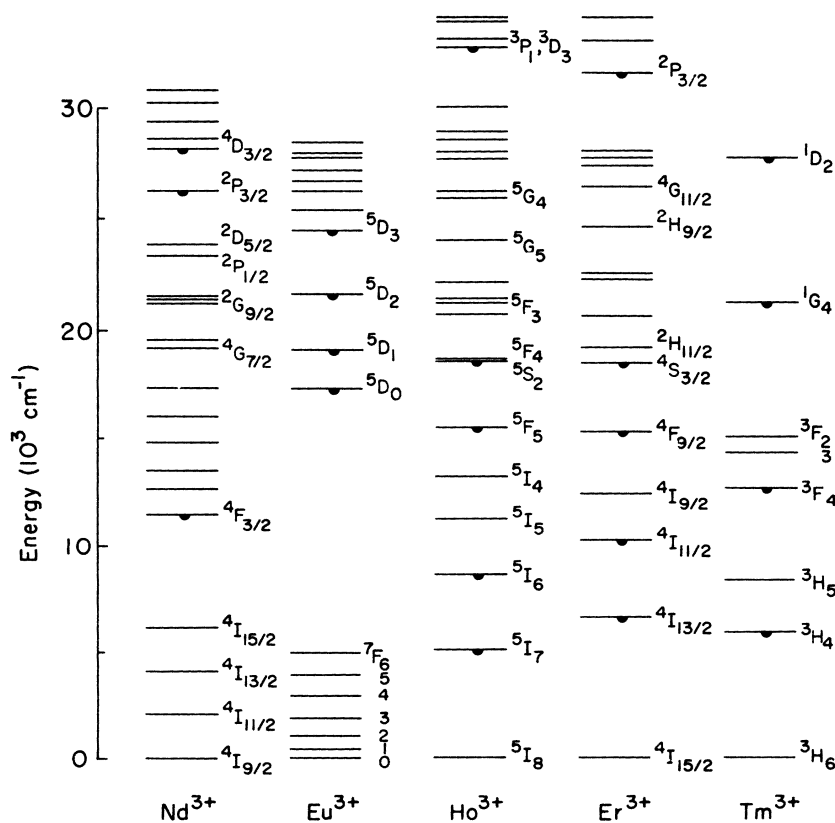 Energy (10³ cm⁻¹)
30
20
10
0
⁴D₃/₂
²P₃/₂
²D₅/₂
²P₁/₂
²G₉/₂
⁴G₇/₂
⁴F₃/₂
⁴I₁₅/₂
⁴I₁₃/₂
⁴I₁₁/₂
⁴I₉/₂
Nd³⁺
⁵D₃
⁵D₂
⁵D₁
⁵D₀
⁷F₆
5
4
3
2
1
0
Eu³⁺
³P₁,³D₃
⁵G₄
⁵G₅
⁵F₃
⁵F₄
⁵S₂
⁵F₅
⁵I₄
⁵I₅
⁵I₆
⁵I₇
⁵I₈
Ho³⁺
²P₃/₂
⁴G₁₁/₂
²H₉/₂
²H₁₁/₂
⁴S₃/₂
⁴F₉/₂
⁴I₉/₂
⁴I₁₁/₂
⁴I₁₃/₂
⁴I₁₅/₂
Er³⁺
¹D₂
¹G₄
³F₂
3
³F₄
³H₅
³H₄
³H₆
Tm³⁺